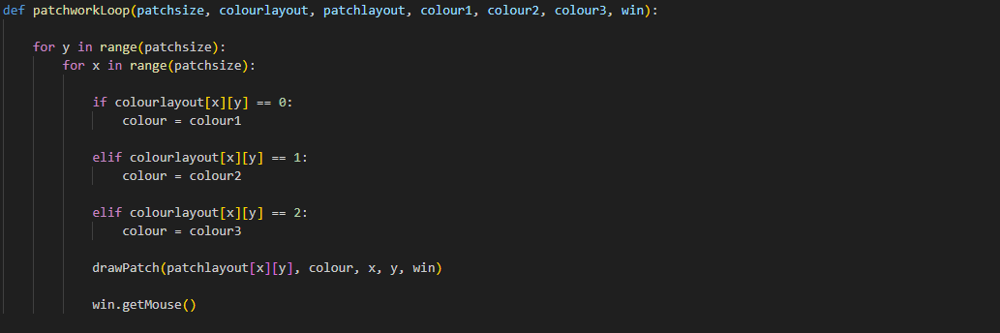 def patchworkLoop(patchsize, colourlayout, patchlayout, colour1, colour2, colour3, win):
    for y in range(patchsize):
        for x in range(patchsize):
            if colourlayout[x][y] == 0:
                colour = colour1
            elif colourlayout[x][y] == 1:
                colour = colour2
            elif colourlayout[x][y] == 2:
                colour = colour3
            drawPatch(patchlayout[x][y], colour, x, y, win)
            win.getMouse()